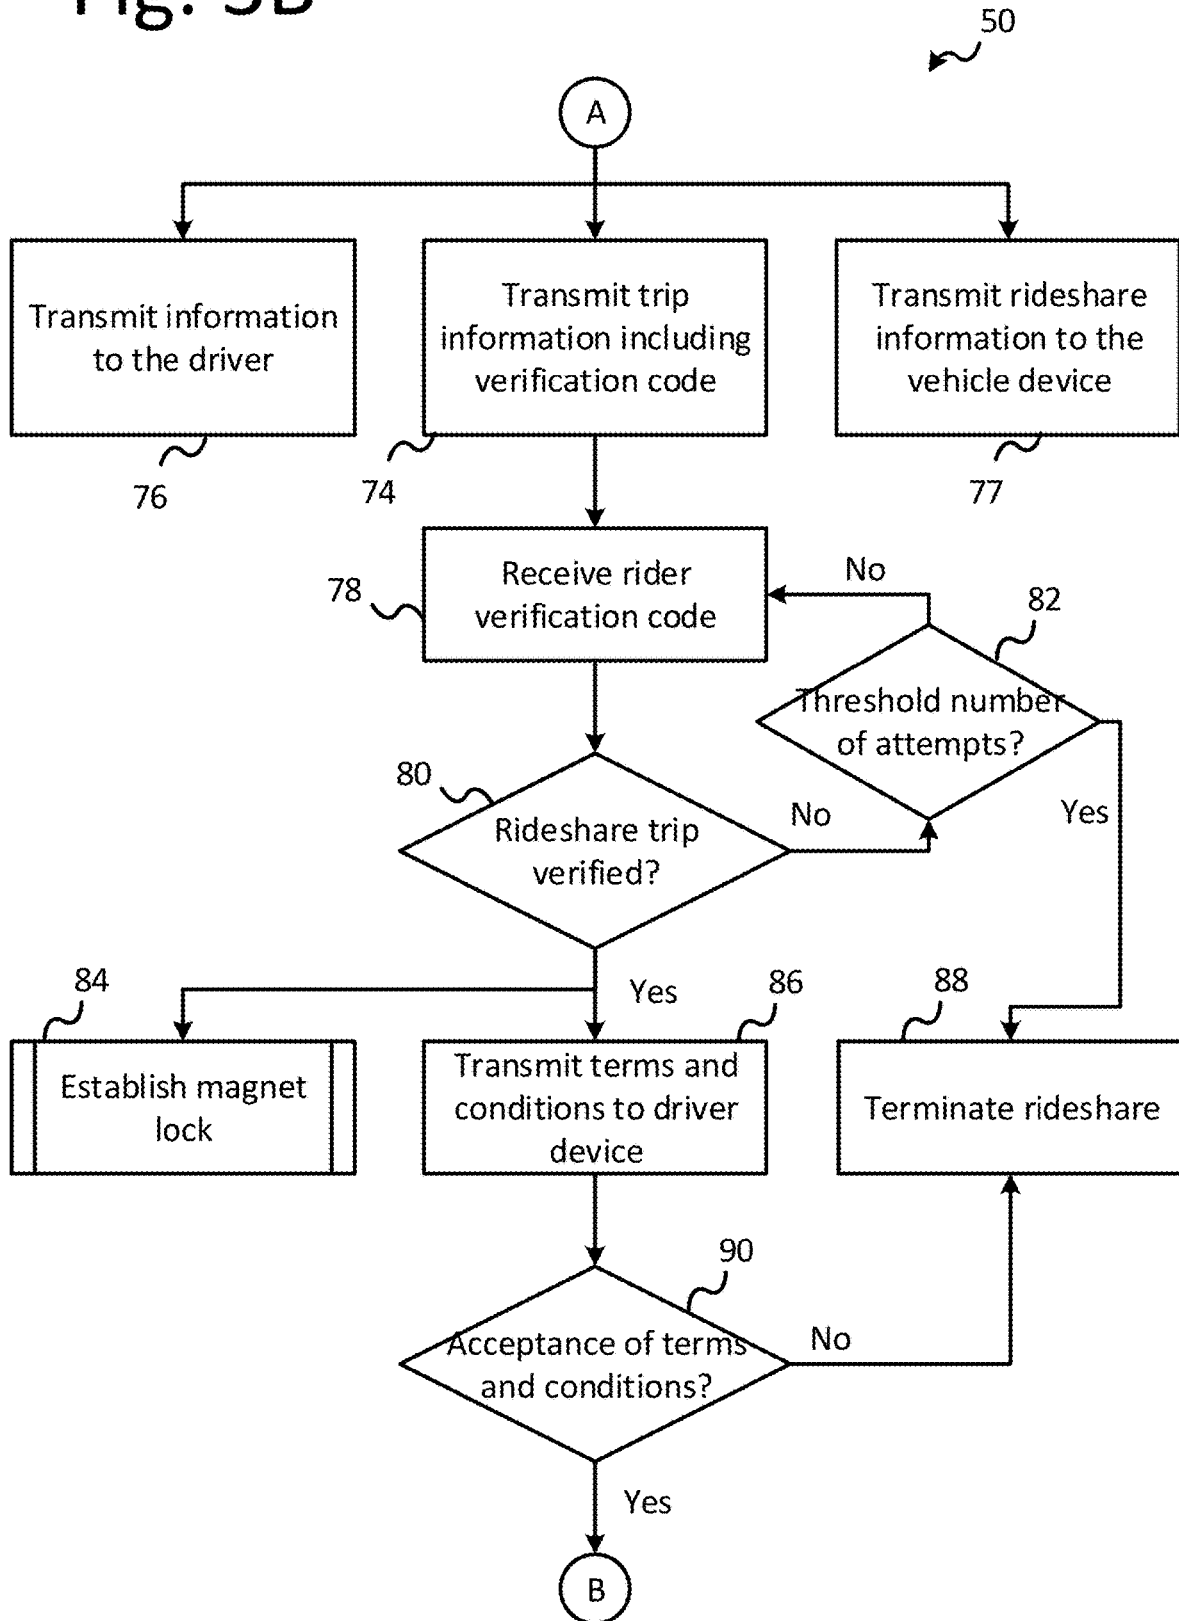 Fig. 3B
50
A
Transmit information
to the driver
76
Transmit trip
information including
verification code
74
Transmit rideshare
information to the
vehicle device
77
Receive rider
verification code
78
No
82
Threshold number
of attempts?
80
Rideshare trip
verified?
No
Yes
84
Yes
86
88
Establish magnet
lock
Transmit terms and
conditions to driver
device
Terminate rideshare
90
Acceptance of terms
and conditions?
No
Yes
B